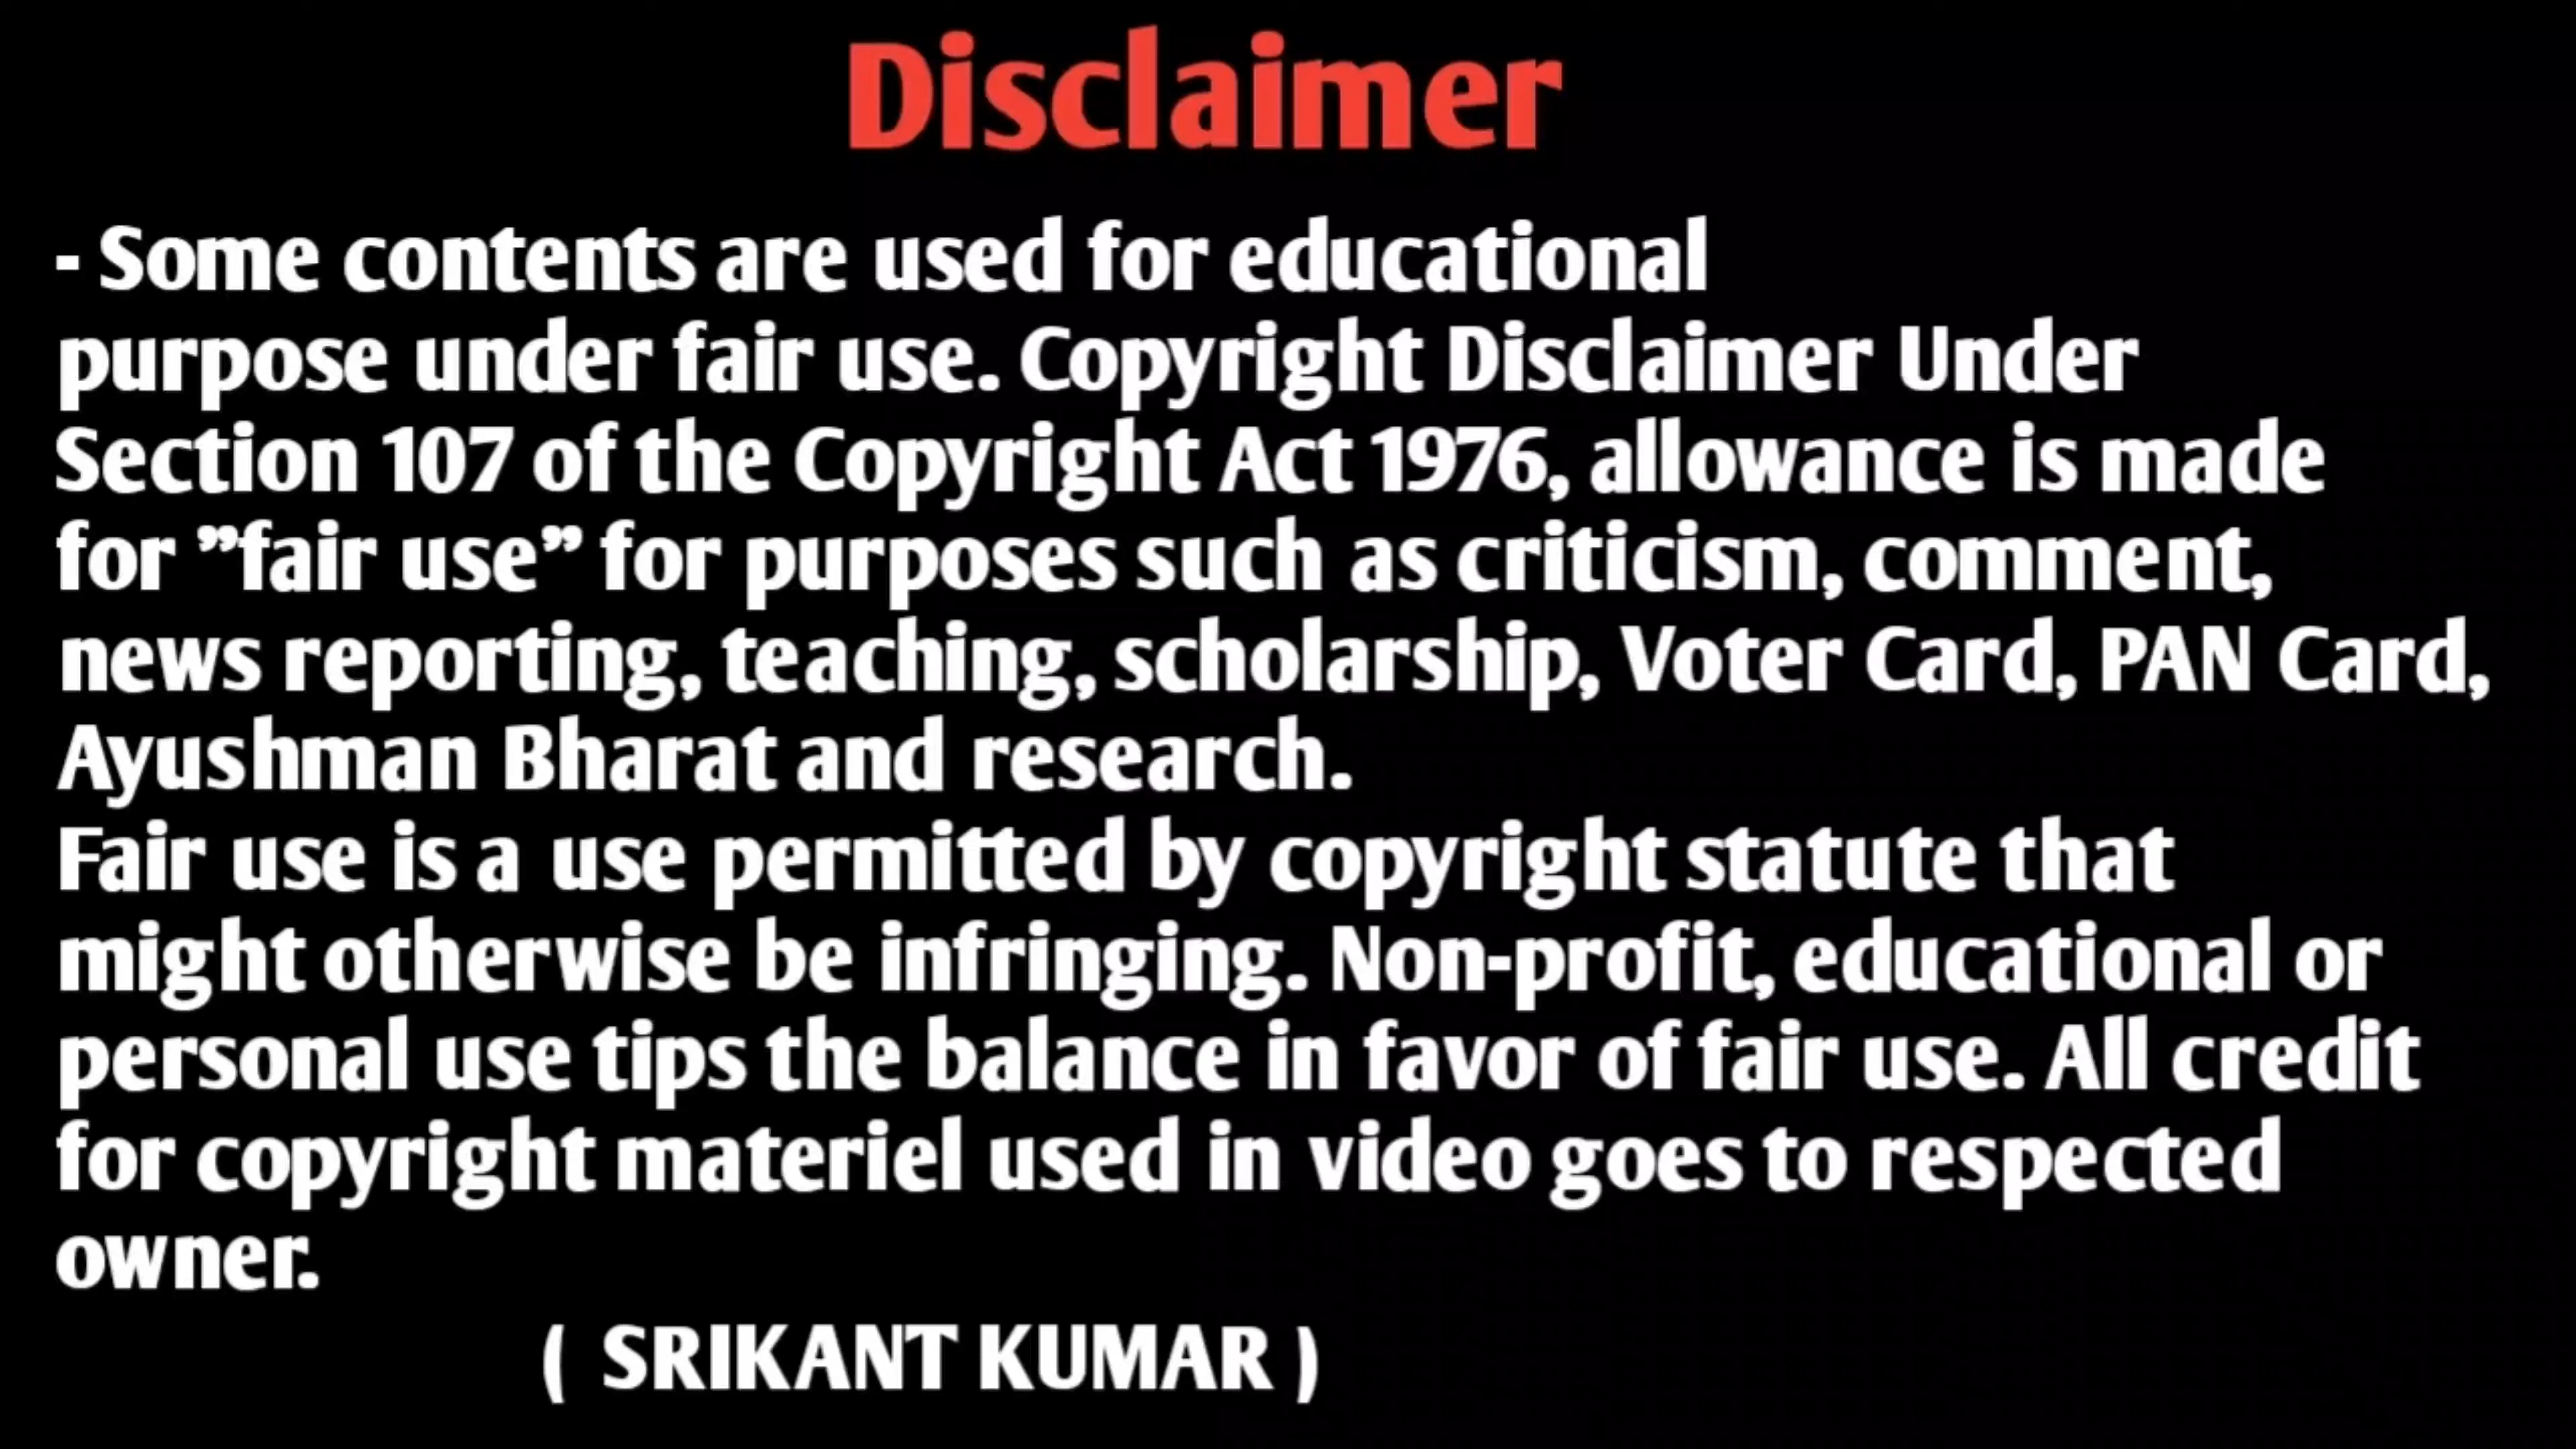 Disclaimer
- Some contents are used for educational
purpose under fair use. Copyright Disclaimer Under
Section 107 of the Copyright Act 1976, allowance is made
for ”fair use” for purposes such as criticism, comment,
news reporting, teaching, scholarship, Voter Card, PAN Card,
Ayushman Bharat and research.
Fair use is a use permitted by copyright statute that
might otherwise be infringing. Non-profit, educational or
personal use tips the balance in favor of fair use. All credit
for copyright materiel used in video goes to respected
owner.
( SRIKANT KUMAR )